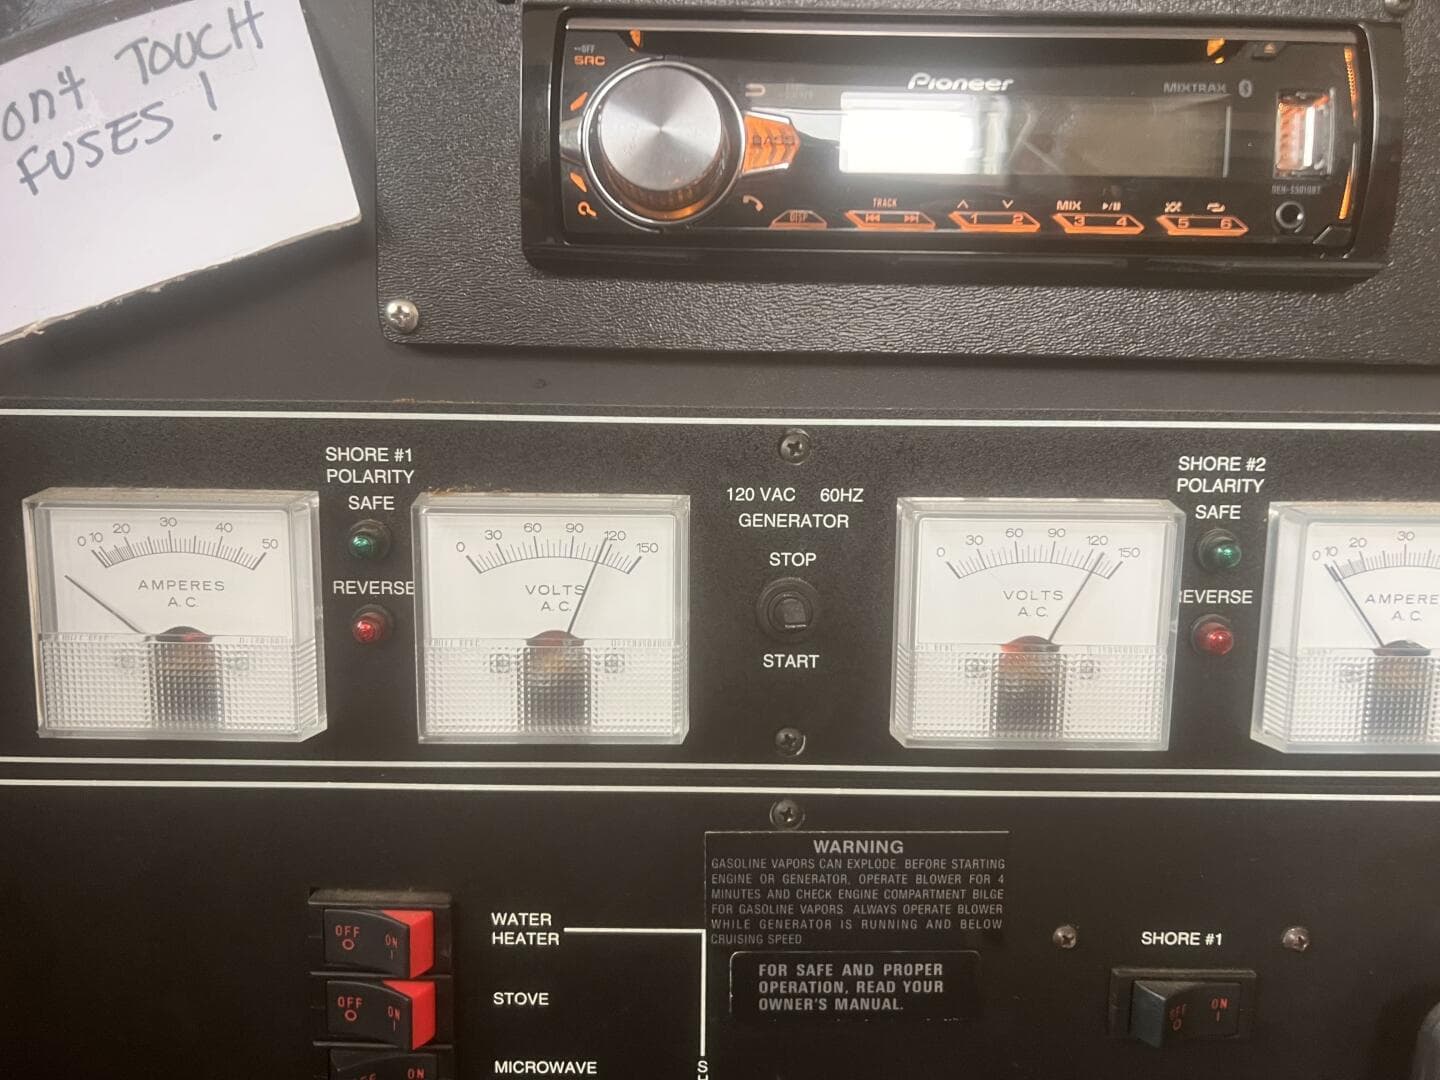 ont TOUCH
FUSES!
OFF
SRC
Pioneer
MIXTRAX
DISP
TRACK
1 2
MIX
3 4
5 6
SHORE #1
POLARITY
SAFE
REVERSE
0 10 20 30 40 50
AMPERES
A.C.
0 30 60 90 120 150
VOLTS
A.C.
120 VAC 60HZ
GENERATOR
STOP
START
0 30 60 90 120 150
VOLTS
A.C.
SHORE #2
POLARITY
SAFE
EVERSE
0 10 20 30
AMPERE
A.C.
WARNING
GASOLINE VAPORS CAN EXPLODE. BEFORE STARTING
ENGINE OR GENERATOR, OPERATE BLOWER FOR 4
MINUTES AND CHECK ENGINE COMPARTMENT BILGE
FOR GASOLINE VAPORS. ALWAYS OPERATE BLOWER
WHILE GENERATOR IS RUNNING AND BELOW
CRUISING SPEED
FOR SAFE AND PROPER
OPERATION, READ YOUR
OWNER'S MANUAL.
OFF ON
WATER
HEATER
OFF ON
STOVE
OFF ON
MICROWAVE
SHORE #1
OFF ON